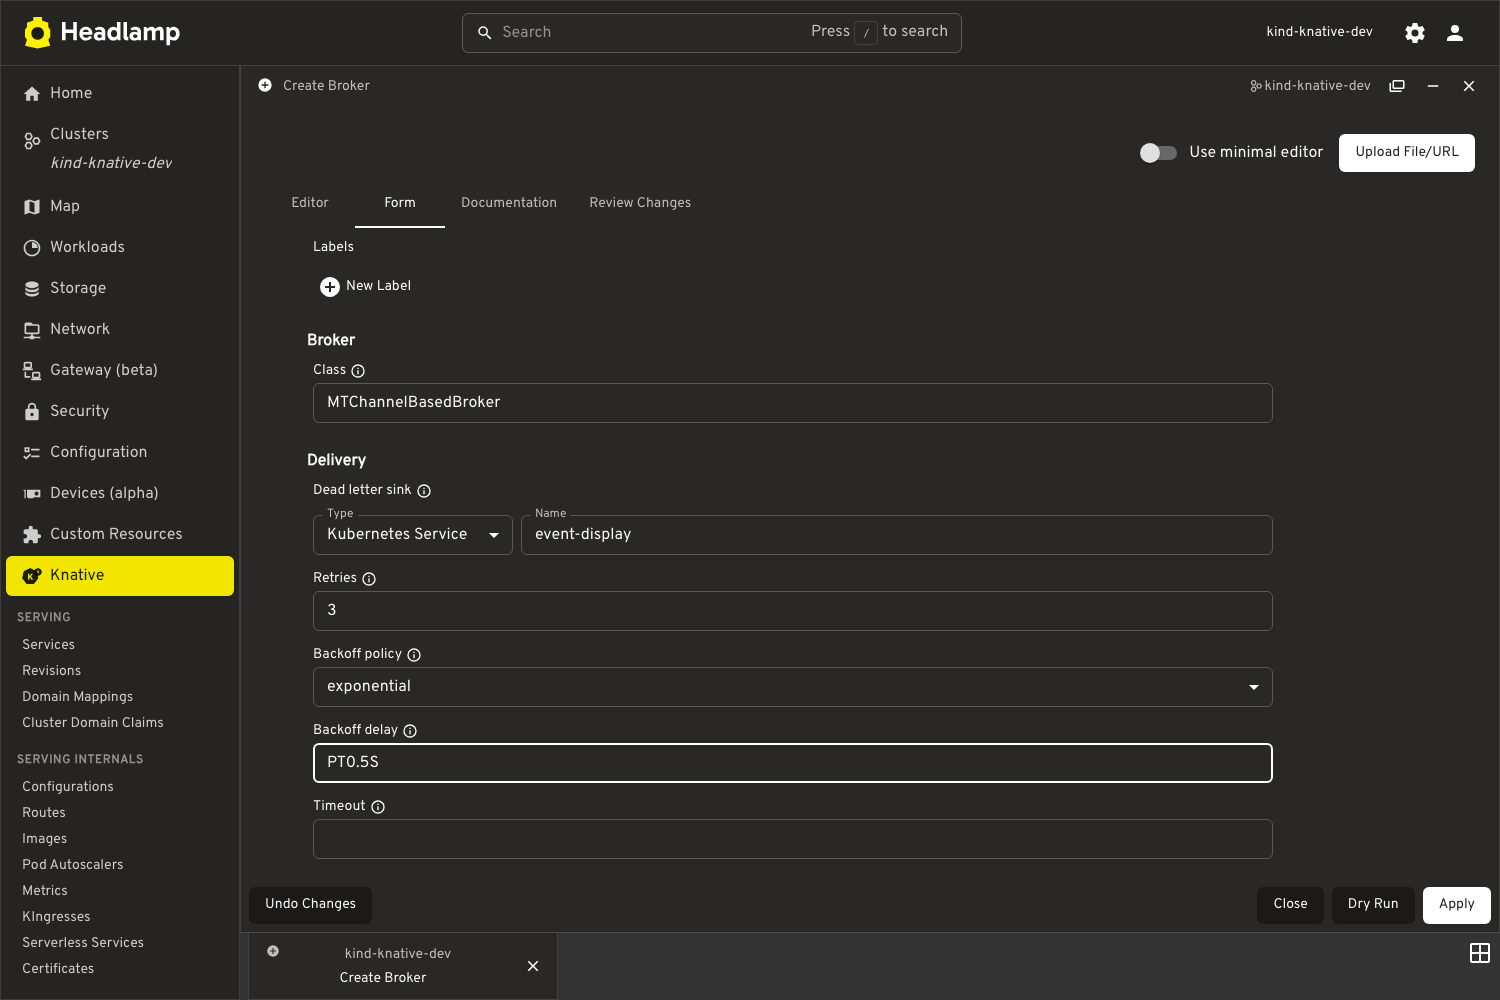 Headlamp
Search
Press / to search
kind-knative-dev
Home
Clusters
kind-knative-dev
Map
Workloads
Storage
Network
Gateway (beta)
Security
Configuration
Devices (alpha)
Custom Resources
Knative
SERVING
Services
Revisions
Domain Mappings
Cluster Domain Claims
SERVING INTERNALS
Configurations
Routes
Images
Pod Autoscalers
Metrics
KIngresses
Serverless Services
Certificates
Create Broker
kind-knative-dev
Use minimal editor
Upload File/URL
Editor
Form
Documentation
Review Changes
Labels
New Label
Broker
Class
MTChannelBasedBroker
Delivery
Dead letter sink
Type
Kubernetes Service
Name
event-display
Retries
3
Backoff policy
exponential
Backoff delay
PT0.5S
Timeout
Undo Changes
Close
Dry Run
Apply
kind-knative-dev
Create Broker